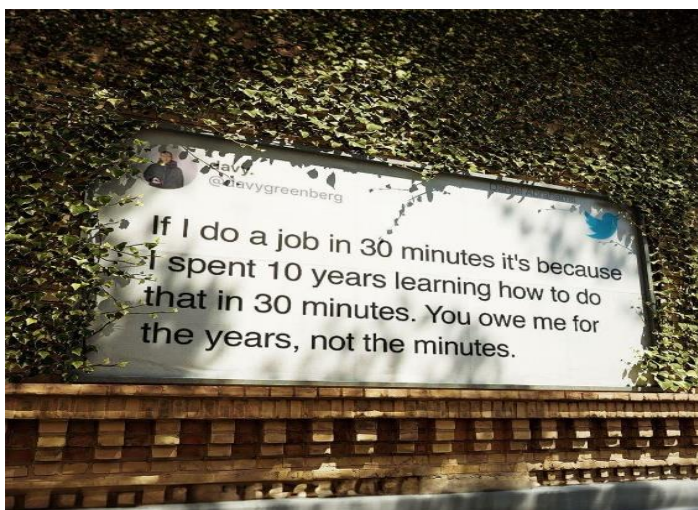 davy.
@davygreenberg
If I do a job in 30 minutes it's because
I spent 10 years learning how to do
that in 30 minutes. You owe me for
the years, not the minutes.